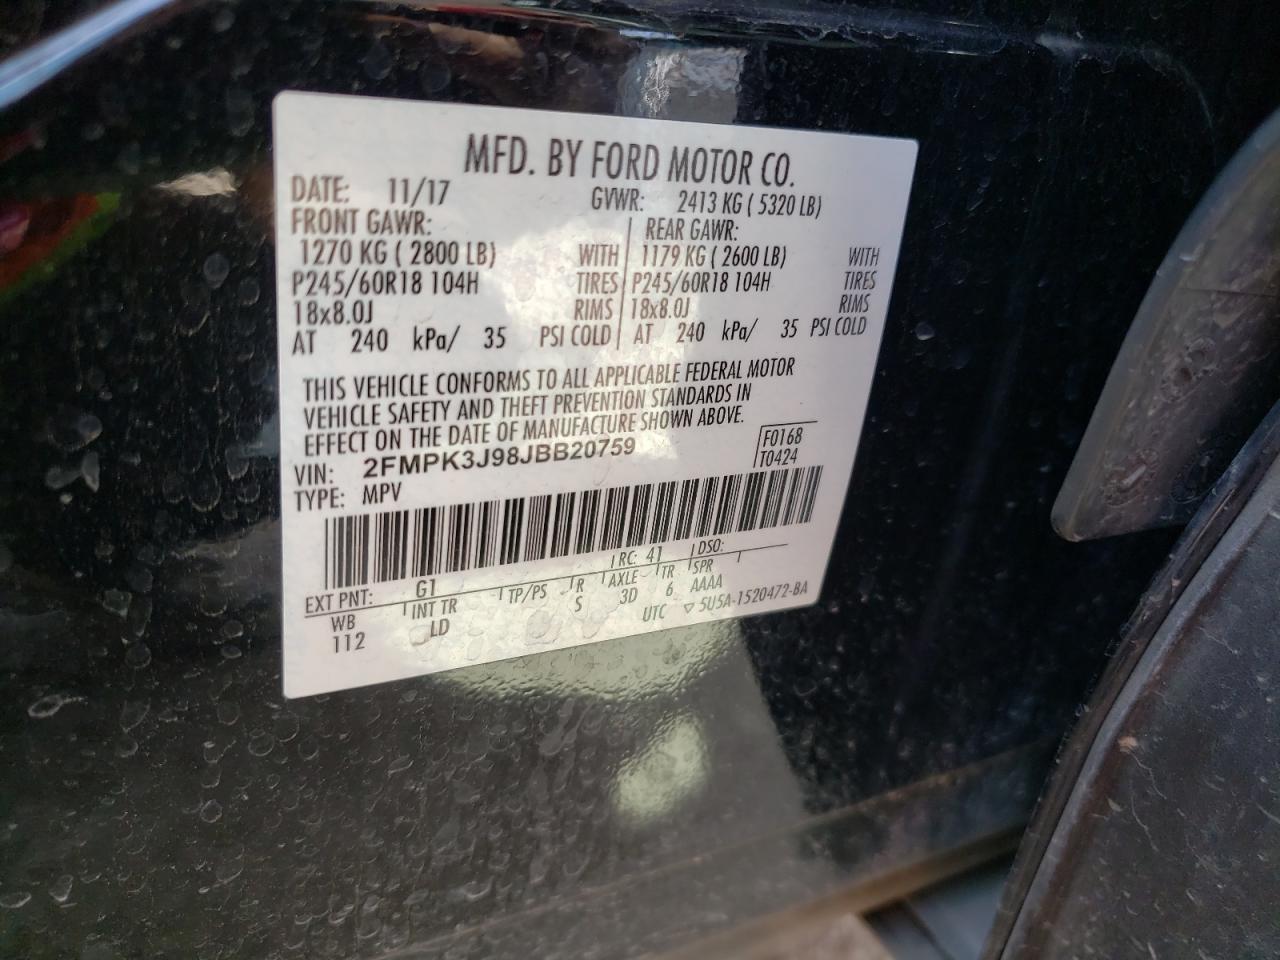 MFD. BY FORD MOTOR CO.
DATE: 11/17 GVWR: 2413 KG ( 5320 LB)
FRONT GAWR: REAR GAWR:
1270 KG ( 2800 LB) WITH 1179 KG ( 2600 LB) WITH
P245/60R18 104H TIRES P245/60R18 104H TIRES
18x8.0J RIMS 18x8.0J RIMS
AT 240 kPa/ 35 PSI COLD AT 240 kPa/ 35 PSI COLD
THIS VEHICLE CONFORMS TO ALL APPLICABLE FEDERAL MOTOR
VEHICLE SAFETY AND THEFT PREVENTION STANDARDS IN
EFFECT ON THE DATE OF MANUFACTURE SHOWN ABOVE.
VIN: 2FMPK3J98JBB20759 F0168
TYPE: MPV T0424
EXT PNT: G1 RC: 41 DSO:
WB INT TR TP/PS R AXLE TR SPR
112 LD S 3D 6 AAAA
UTC ▽ 5U5A-1520472-BA